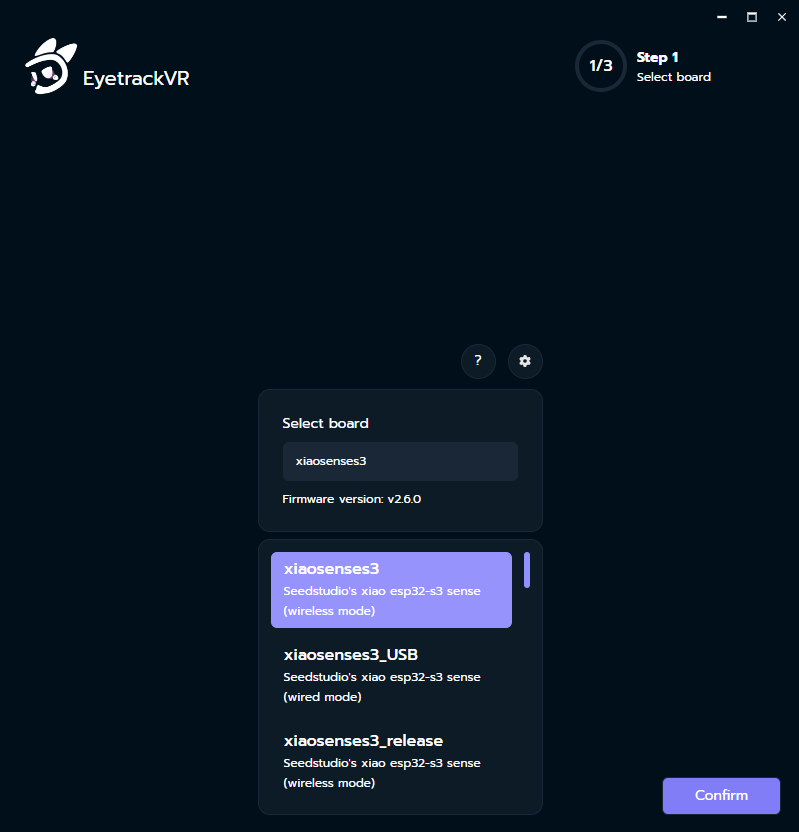 EyetrackVR
1/3
Step 1
Select board
?
Select board
xiaosenses3
Firmware version: v2.6.0
xiaosenses3
Seedstudio's xiao esp32-s3 sense
(wireless mode)
xiaosenses3_USB
Seedstudio's xiao esp32-s3 sense
(wired mode)
xiaosenses3_release
Seedstudio's xiao esp32-s3 sense
(wireless mode)
Confirm